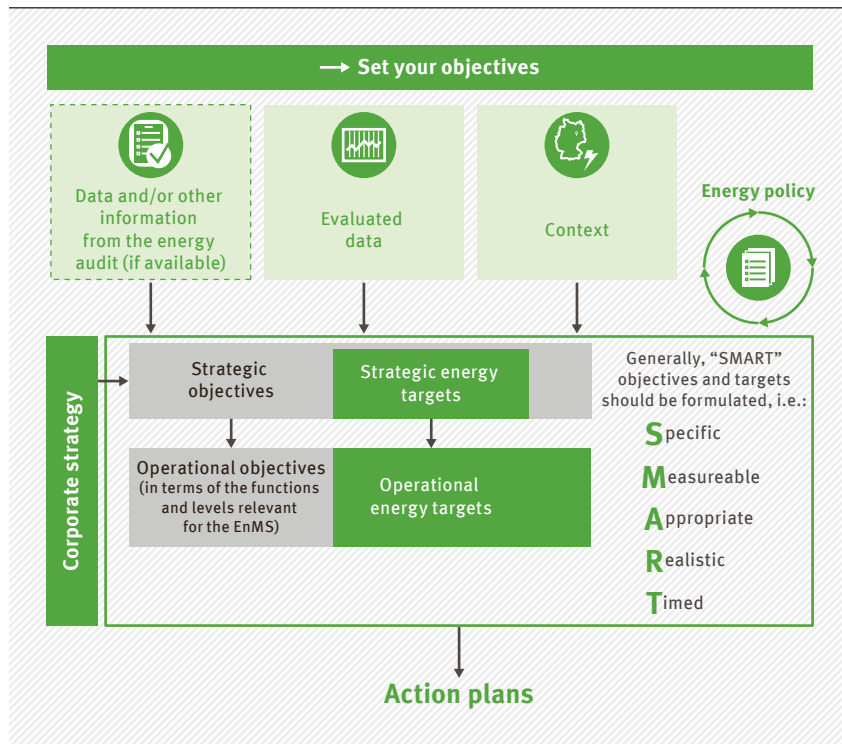 → Set your objectives
Data and/or other
information
from the energy
audit (if available)
Evaluated
data
Context
Energy policy
Corporate strategy
Strategic
objectives
Strategic energy
targets
Operational objectives
(in terms of the functions
and levels relevant
for the EnMS)
Operational
energy targets
Generally, “SMART”
objectives and targets
should be formulated, i.e.:
Specific
Measureable
Appropriate
Realistic
Timed
Action plans